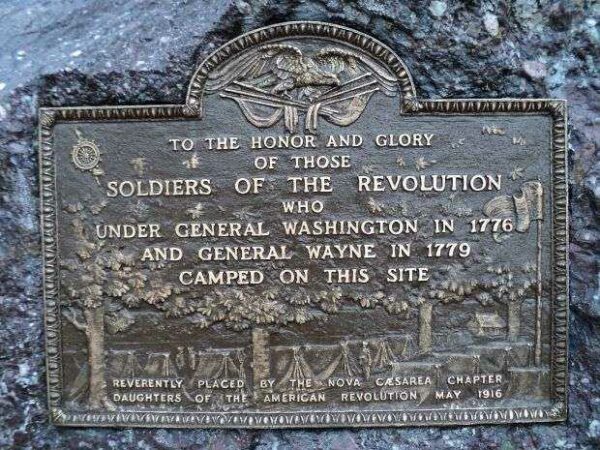 TO THE HONOR AND GLORY
OF THOSE
SOLDIERS OF THE REVOLUTION
WHO
UNDER GENERAL WASHINGTON IN 1776
AND GENERAL WAYNE IN 1779
CAMPED ON THIS SITE
REVERENTLY PLACED BY THE NOVA CÆSAREA CHAPTER
DAUGHTERS OF THE AMERICAN REVOLUTION MAY 1916